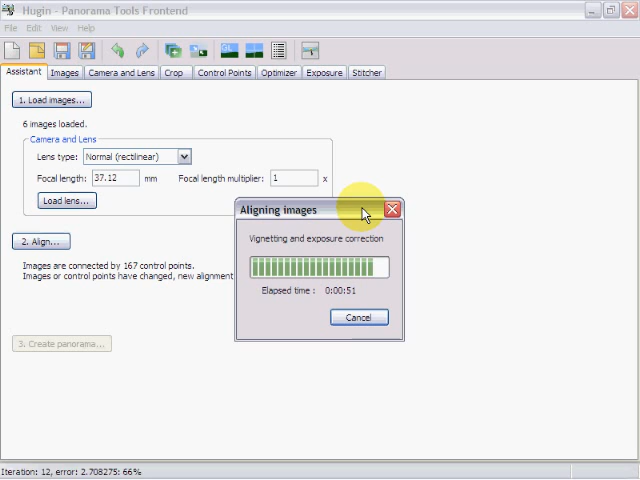 Hugin - Panorama Tools Frontend
File Edit View Help
Assistant Images Camera and Lens Crop Control Points Optimizer Exposure Stitcher
1. Load images...
6 images loaded.
Camera and Lens
Lens type: Normal (rectilinear)
Focal length: 37.12 mm Focal length multiplier: 1 x
Load lens...
Aligning images
Vignetting and exposure correction
Elapsed time : 0:00:51
Cancel
2. Align...
Images are connected by 167 control points.
Images or control points have changed, new alignment
3. Create panorama...
Iteration: 12, error: 2.708275: 66%